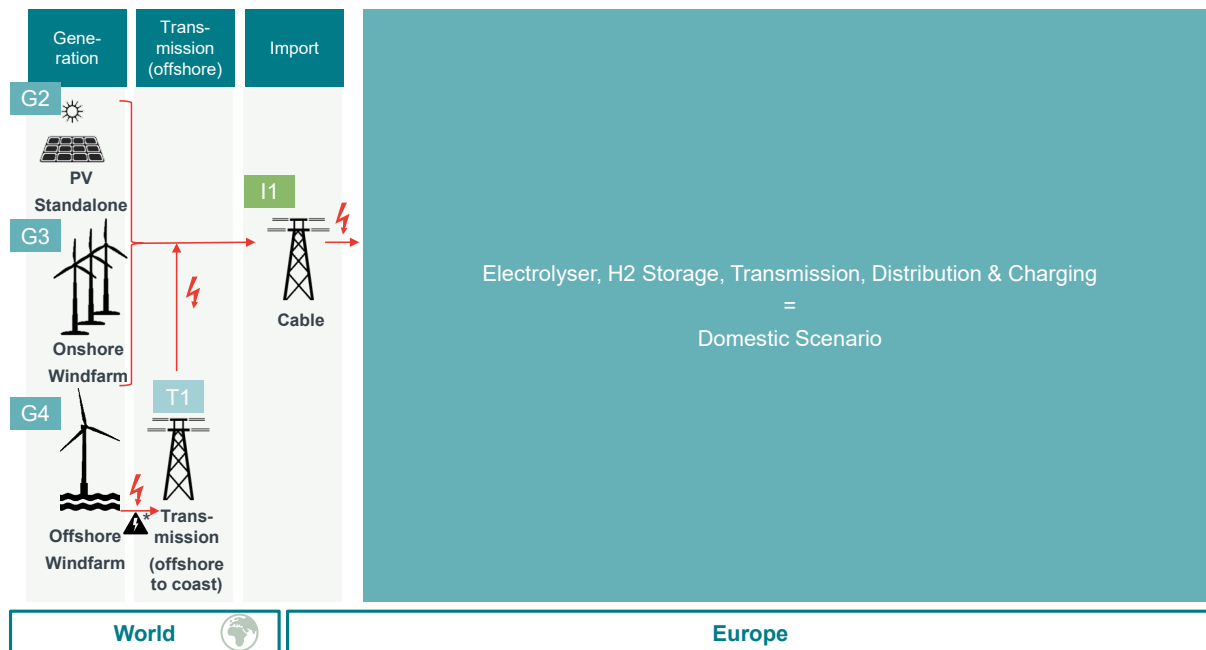 Gene-
ration
Trans-
mission
(offshore)
Import
G2
PV
Standalone
G3
Onshore
Windfarm
G4
Offshore
Windfarm
*
T1
Trans-
mission
(offshore
to coast)
I1
Cable
Electrolyser, H2 Storage, Transmission, Distribution & Charging
=
Domestic Scenario
World
Europe